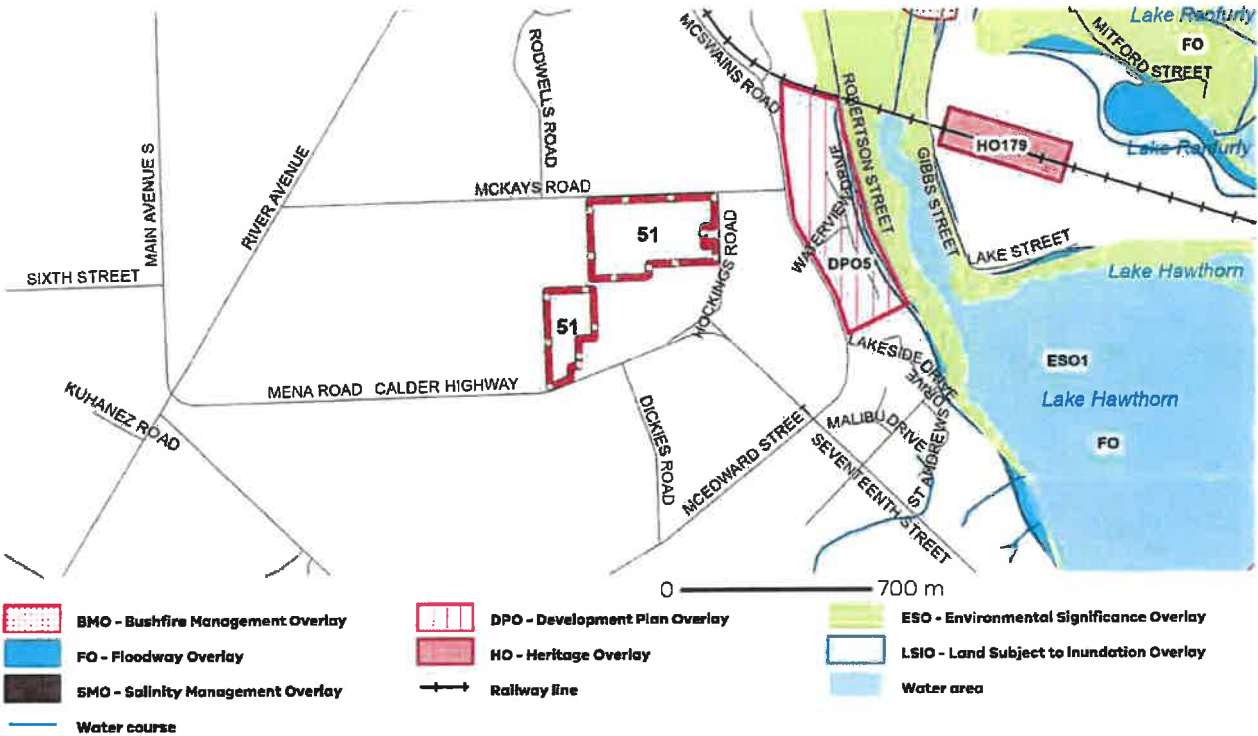 Lake Ranfurly
FO
MITFORD STREET
MCSWAINS ROAD
RODWELLS ROAD
ROBERTSON STREET
HO179
Lake Ranfurly
GIBBS STREET
MAIN AVENUE S
RIVER AVENUE
MCKAYS ROAD
51
HOCKINGS ROAD
WATERVIEW DRIVE
DPO5
LAKE STREET
Lake Hawthorn
SIXTH STREET
51
LAKESIDE DRIVE
ESO1
Lake Hawthorn
FO
MENA ROAD CALDER HIGHWAY
KUHANEZ ROAD
DICKIES ROAD
MCEDWARD STREE
MALIBU DRIVE
ST ANDREWS DRIVE
SEVENTEENTH STREET
0 700 m
BMO - Bushfire Management Overlay
DPO - Development Plan Overlay
ESO - Environmental Significance Overlay
FO - Floodway Overlay
HO - Heritage Overlay
LSIO - Land Subject to Inundation Overlay
SMO - Salinity Management Overlay
Railway line
Water area
Water course